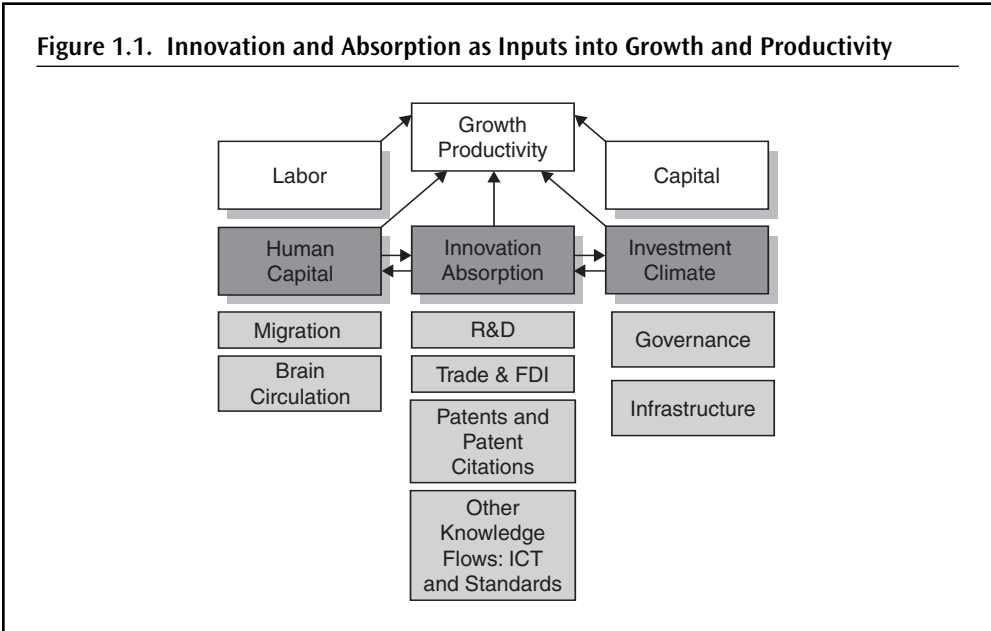 Figure 1.1. Innovation and Absorption as Inputs into Growth and Productivity
Growth
Productivity
Labor
Capital
Human
Capital
Innovation
Absorption
Investment
Climate
Migration
Brain
Circulation
R&D
Trade & FDI
Patents and
Patent
Citations
Other
Knowledge
Flows: ICT
and Standards
Governance
Infrastructure